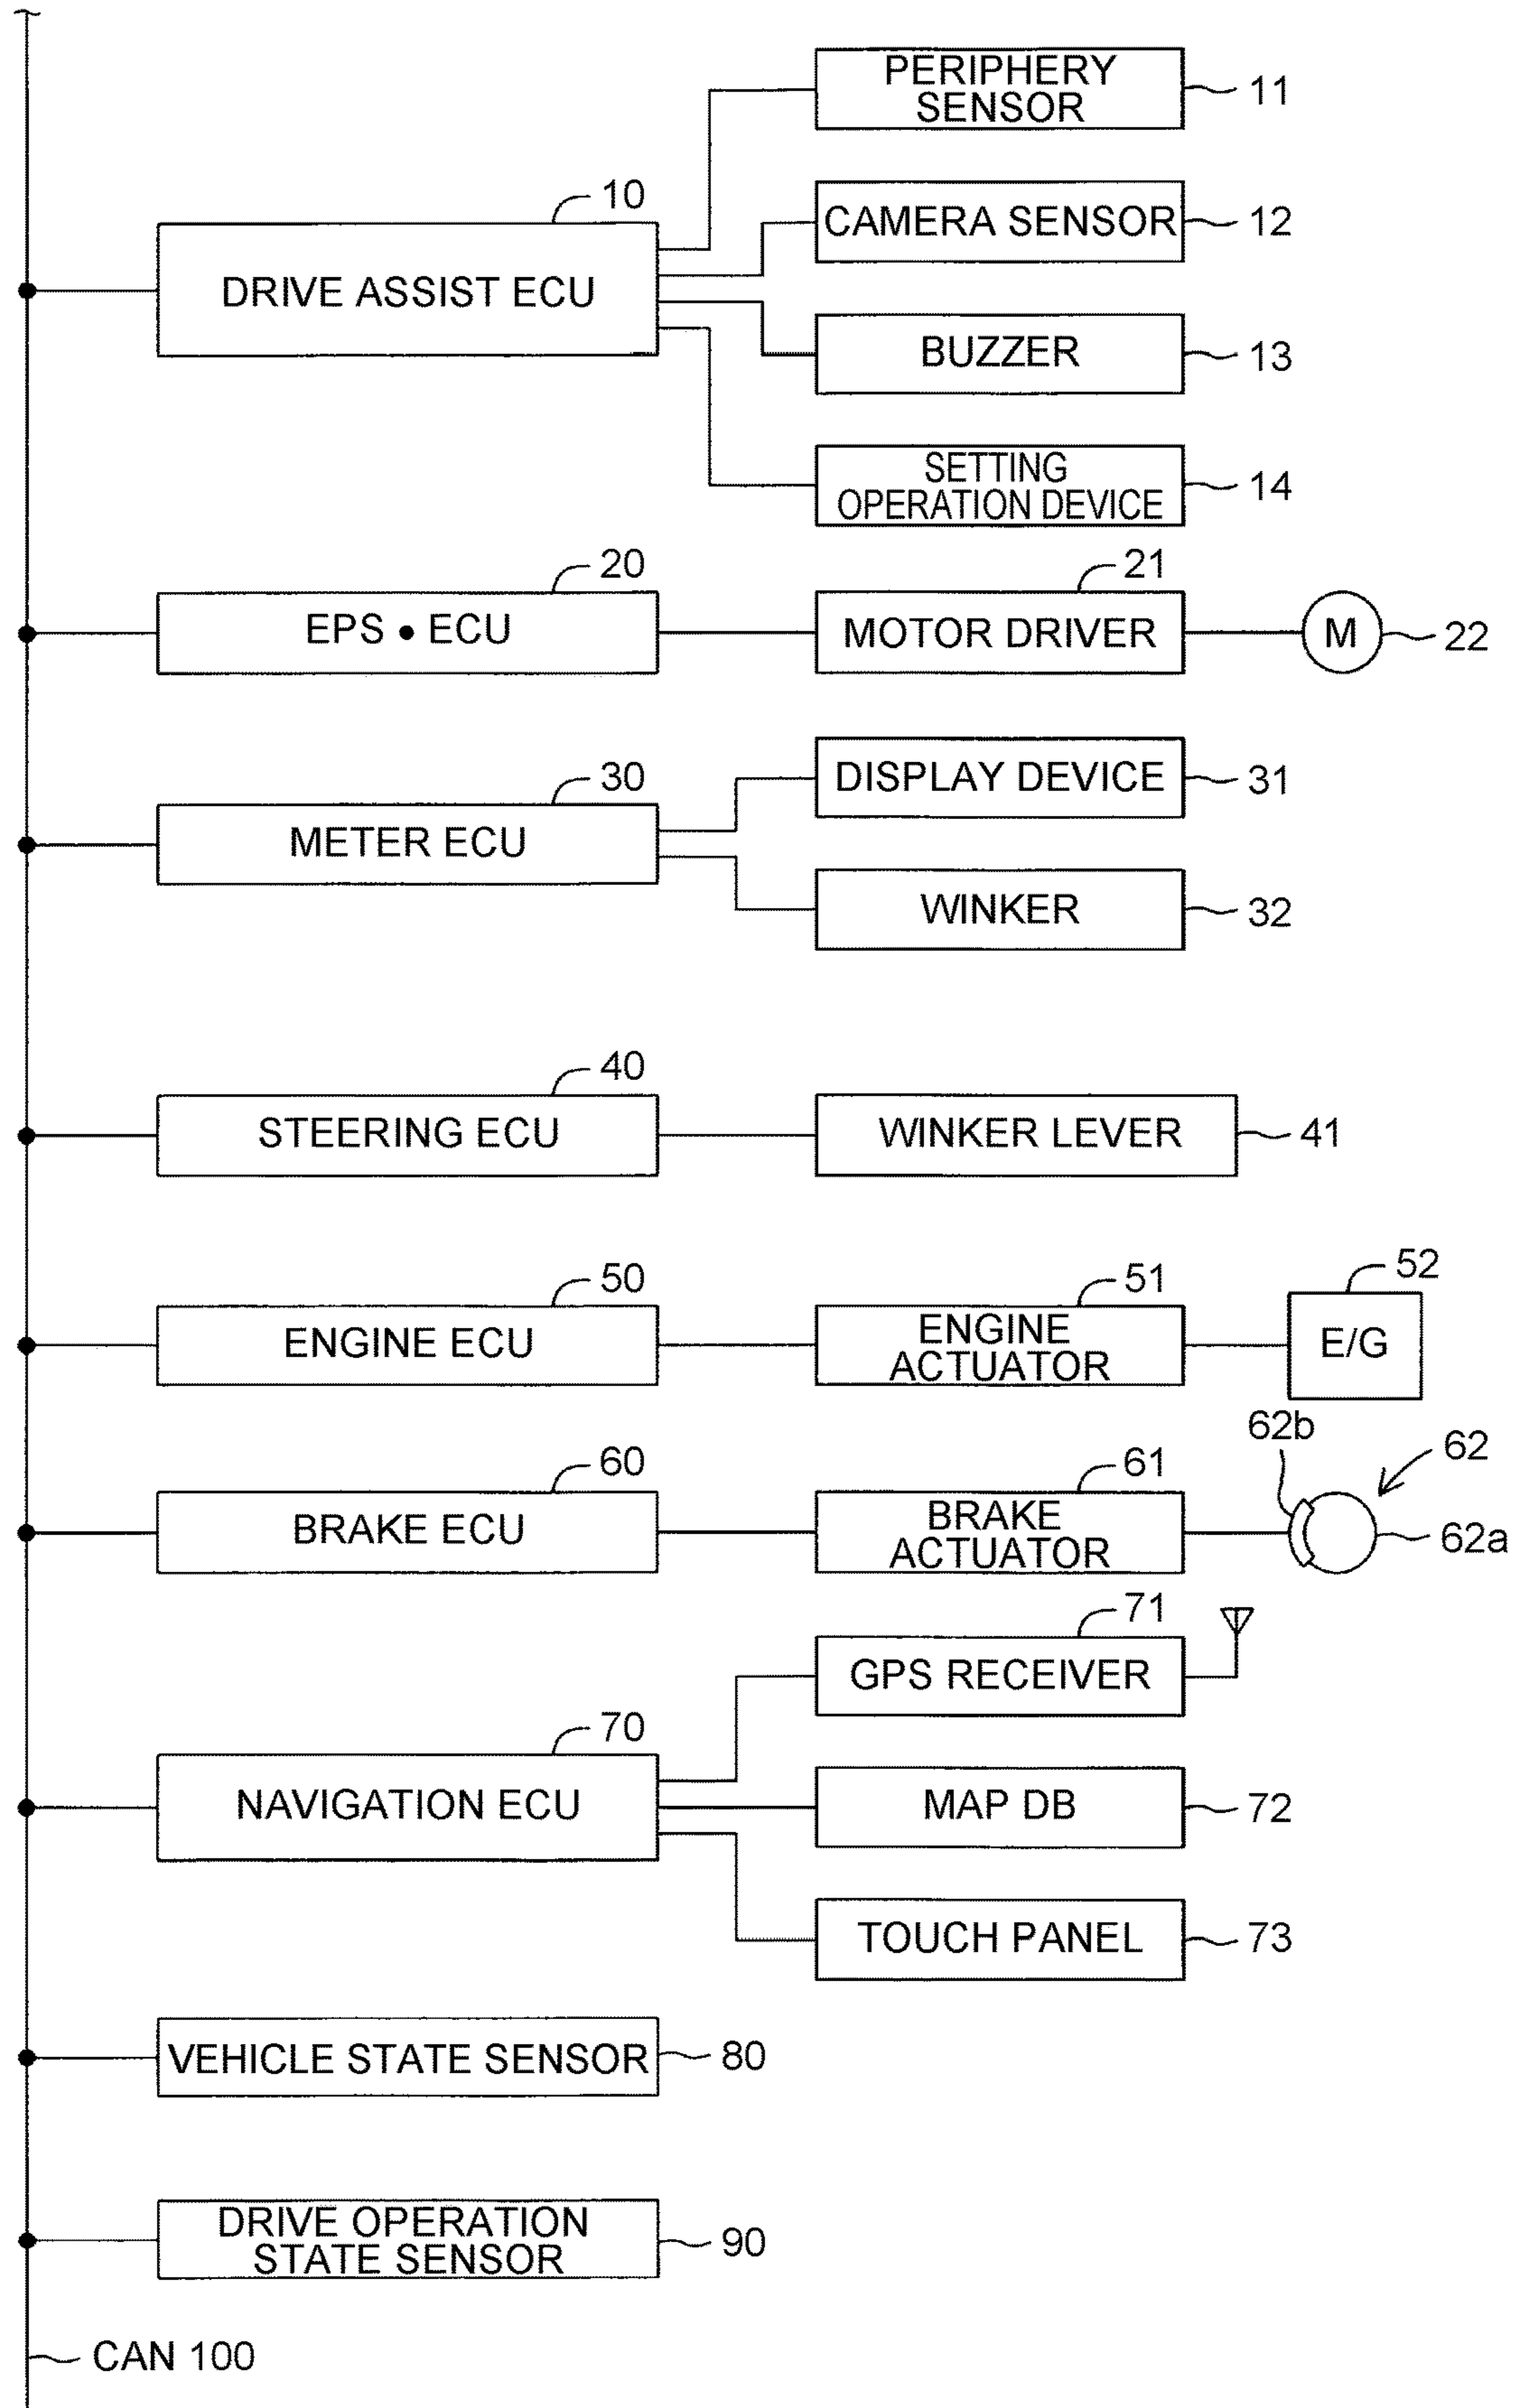 PERIPHERY
SENSOR
11
10
CAMERA SENSOR
12
DRIVE ASSIST ECU
BUZZER
13
SETTING
OPERATION DEVICE
14
20
21
EPS • ECU
MOTOR DRIVER
M
22
30
DISPLAY DEVICE
31
METER ECU
WINKER
32
40
STEERING ECU
WINKER LEVER
41
50
51
52
ENGINE ECU
ENGINE
ACTUATOR
E/G
62b
62
60
61
BRAKE ECU
BRAKE
ACTUATOR
62a
71
GPS RECEIVER
70
NAVIGATION ECU
MAP DB
72
TOUCH PANEL
73
VEHICLE STATE SENSOR
80
DRIVE OPERATION
STATE SENSOR
90
CAN 100